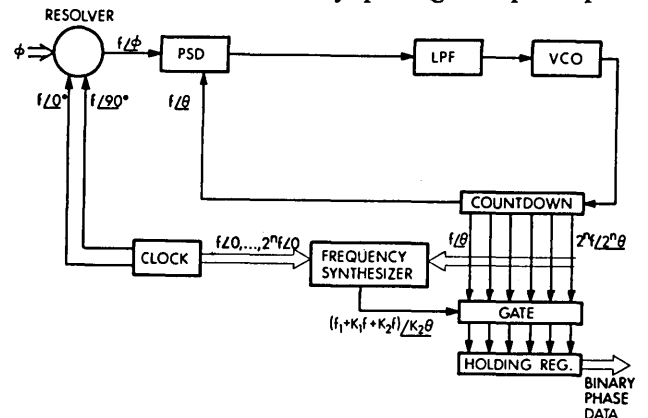 RESOLVER
ϕ
f∠ϕ
PSD
LPF
VCO
f∠0°
f∠90°
f∠θ
COUNTDOWN
f∠θ
2ⁿf∠2ⁿθ
CLOCK
f∠0,...,2ⁿf∠0
FREQUENCY
SYNTHESIZER
(f₁+K₁f+K₂f)∠K₂θ
GATE
HOLDING REG.
BINARY
PHASE
DATA